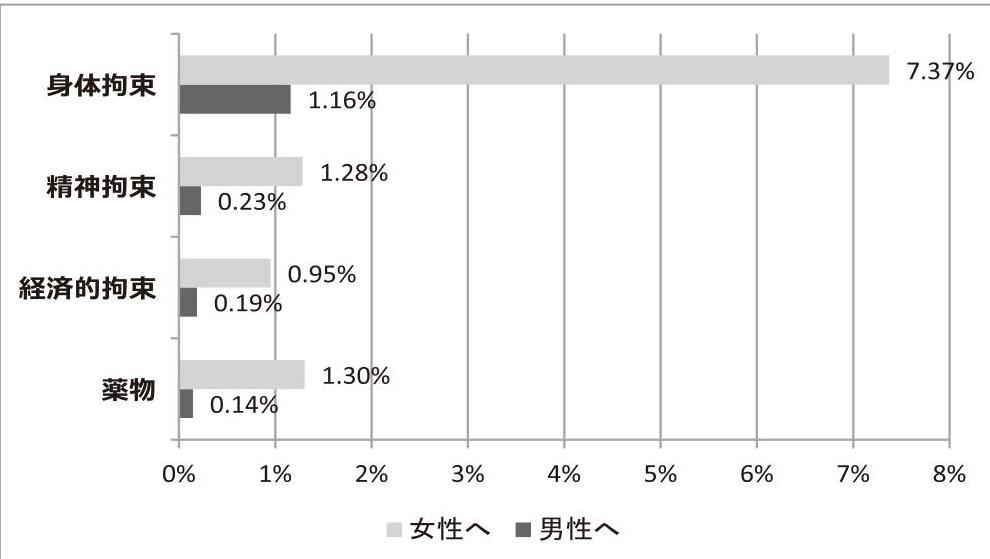 身体拘束
7.37%
1.16%
精神拘束
1.28%
0.23%
経済的拘束
0.95%
0.19%
薬物
1.30%
0.14%
0% 1% 2% 3% 4% 5% 6% 7% 8%
女性へ 男性へ